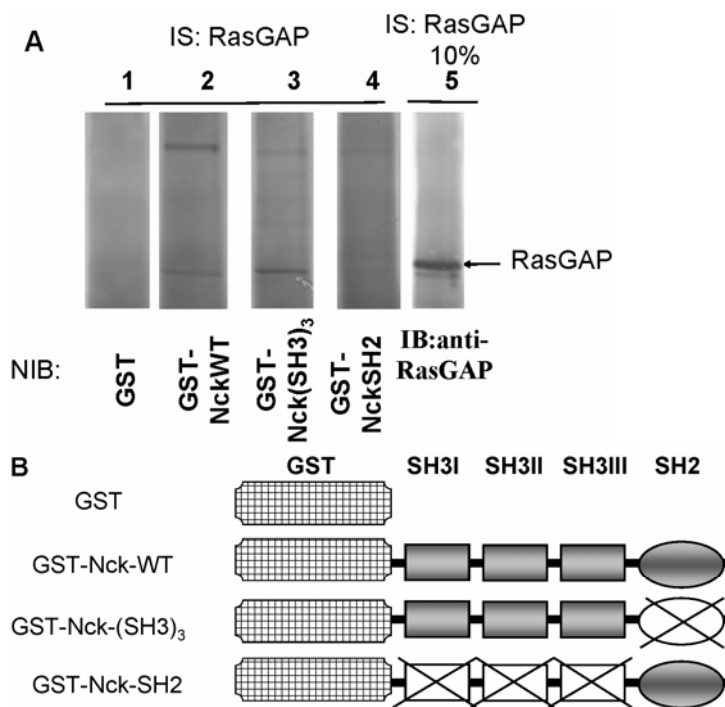 A
IS: RasGAP
IS: RasGAP
10%
1 2 3 4 5
RasGAP
NIB:
GST
GST-
NckWT
GST-
Nck(SH3)₃
GST-
NckSH2
IB:anti-
RasGAP
B
GST SH3I SH3II SH3III SH2
GST
GST-Nck-WT
GST-Nck-(SH3)₃
GST-Nck-SH2